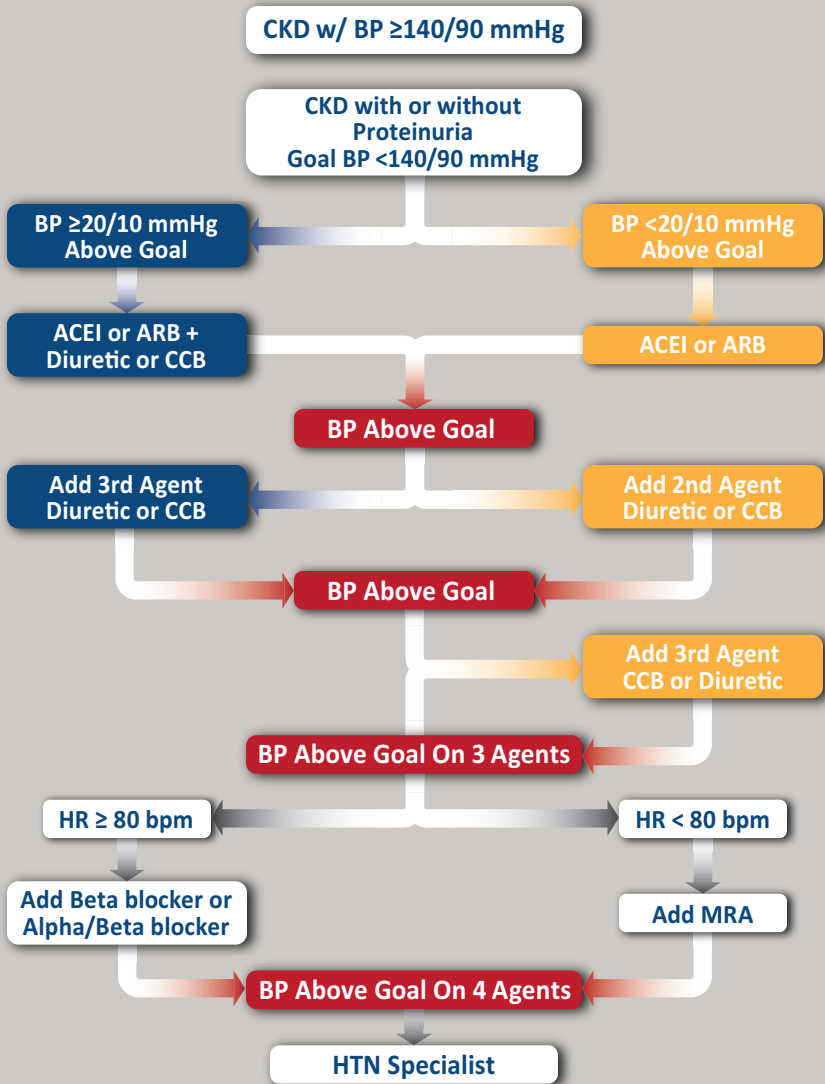 CKD w/ BP ≥140/90 mmHg
CKD with or without
Proteinuria
Goal BP <140/90 mmHg
BP ≥20/10 mmHg
Above Goal
BP <20/10 mmHg
Above Goal
ACEI or ARB +
Diuretic or CCB
ACEI or ARB
BP Above Goal
Add 3rd Agent
Diuretic or CCB
Add 2nd Agent
Diuretic or CCB
BP Above Goal
Add 3rd Agent
CCB or Diuretic
BP Above Goal On 3 Agents
HR ≥ 80 bpm
HR < 80 bpm
Add Beta blocker or
Alpha/Beta blocker
Add MRA
BP Above Goal On 4 Agents
HTN Specialist